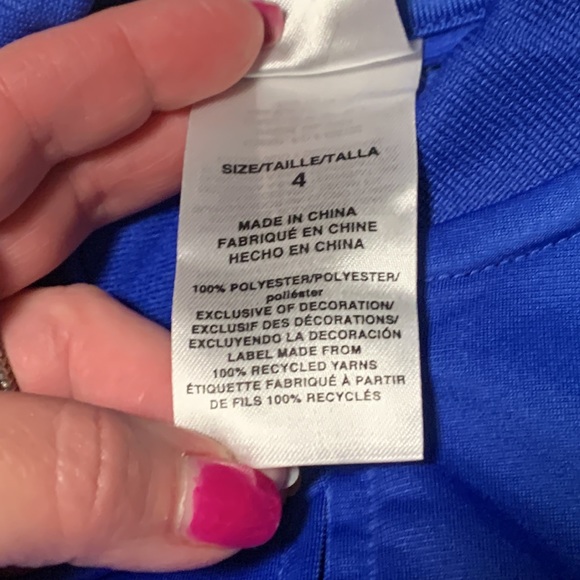 SIZE/TAILLE/TALLA
4
MADE IN CHINA
FABRIQUÉ EN CHINE
HECHO EN CHINA
100% POLYESTER/POLYESTER/
poliéster
EXCLUSIVE OF DECORATION/
EXCLUSIF DES DÉCORATIONS/
EXCLUYENDO LA DECORACIÓN
LABEL MADE FROM
100% RECYCLED YARNS
ÉTIQUETTE FABRIQUÉ À PARTIR
DE FILS 100% RECYCLÉS